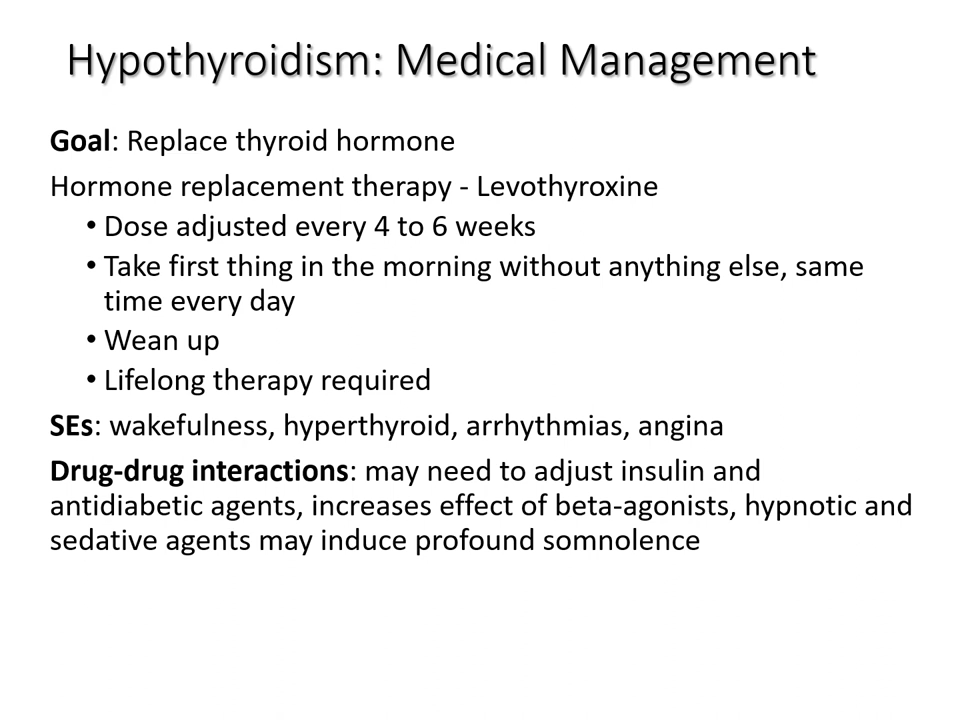 Hypothyroidism: Medical Management
Goal: Replace thyroid hormone
Hormone replacement therapy - Levothyroxine
• Dose adjusted every 4 to 6 weeks
• Take first thing in the morning without anything else, same
time every day
• Wean up
• Lifelong therapy required
SEs: wakefulness, hyperthyroid, arrhythmias, angina
Drug-drug interactions: may need to adjust insulin and
antidiabetic agents, increases effect of beta-agonists, hypnotic and
sedative agents may induce profound somnolence